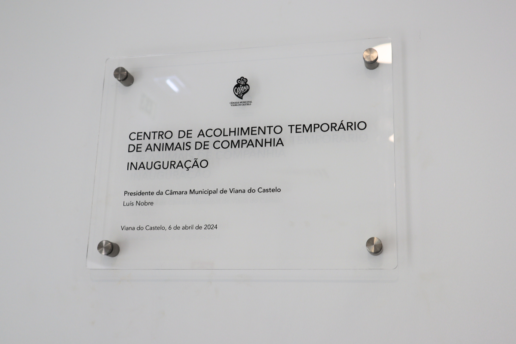 CENTRO DE ACOLHIMENTO TEMPORÁRIO
DE ANIMAIS DE COMPANHIA
INAUGURAÇÃO
Presidente da Câmara Municipal de Viana do Castelo
Luís Nobre
Viana do Castelo, 6 de abril de 2024